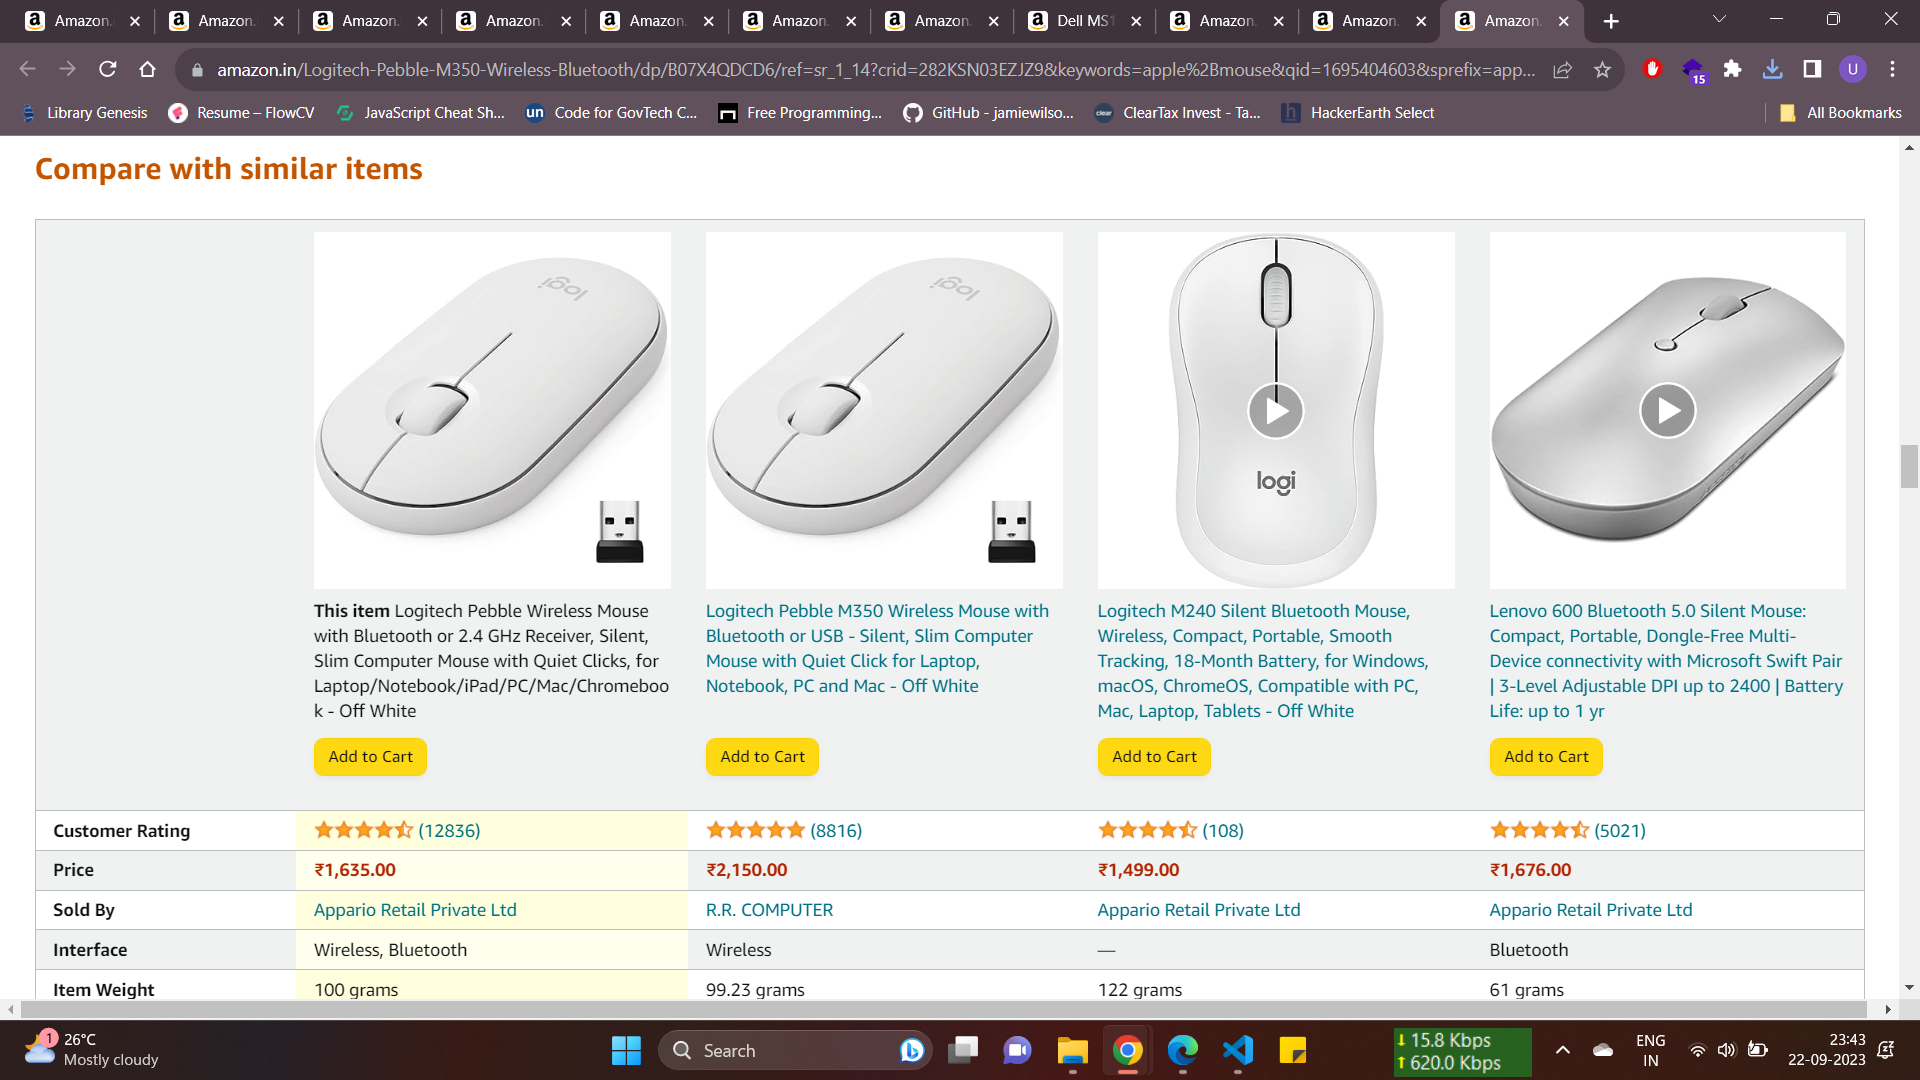 Amazon.
Amazon.
Amazon.
Amazon.
Amazon.
Amazon.
Amazon.
Dell MS1
Amazon.
Amazon.
Amazon.
amazon.in/Logitech-Pebble-M350-Wireless-Bluetooth/dp/B07X4QDCD6/ref=sr_1_14?crid=282KSN03EZJZ9&keywords=apple%2Bmouse&qid=1695404603&sprefix=app...
15
U
Library Genesis
Resume – FlowCV
JavaScript Cheat Sh...
un
Code for GovTech C...
Free Programming...
GitHub - jamiewilso...
clear
ClearTax Invest - Ta...
h
HackerEarth Select
All Bookmarks
Compare with similar items
logi
logi
logi
This item Logitech Pebble Wireless Mouse
with Bluetooth or 2.4 GHz Receiver, Silent,
Slim Computer Mouse with Quiet Clicks, for
Laptop/Notebook/iPad/PC/Mac/Chromeboo
k - Off White
Add to Cart
Logitech Pebble M350 Wireless Mouse with
Bluetooth or USB - Silent, Slim Computer
Mouse with Quiet Click for Laptop,
Notebook, PC and Mac - Off White
Add to Cart
Logitech M240 Silent Bluetooth Mouse,
Wireless, Compact, Portable, Smooth
Tracking, 18-Month Battery, for Windows,
macOS, ChromeOS, Compatible with PC,
Mac, Laptop, Tablets - Off White
Add to Cart
Lenovo 600 Bluetooth 5.0 Silent Mouse:
Compact, Portable, Dongle-Free Multi-
Device connectivity with Microsoft Swift Pair
| 3-Level Adjustable DPI up to 2400 | Battery
Life: up to 1 yr
Add to Cart
Customer Rating (12836) (8816) (108) (5021)
Price ₹1,635.00 ₹2,150.00 ₹1,499.00 ₹1,676.00
Sold By Appario Retail Private Ltd R.R. COMPUTER Appario Retail Private Ltd Appario Retail Private Ltd
Interface Wireless, Bluetooth Wireless — Bluetooth
Item Weight 100 grams 99.23 grams 122 grams 61 grams
1
26°C
Mostly cloudy
Search
15.8 Kbps
620.0 Kbps
ENG
IN
23:43
22-09-2023